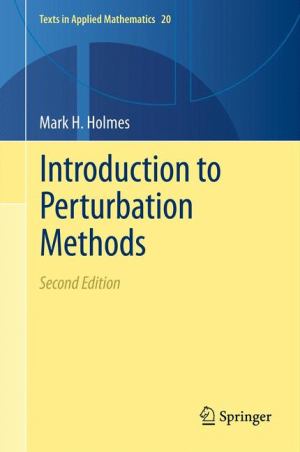 Texts in Applied Mathematics 20
Mark H. Holmes
Introduction to
Perturbation
Methods
Second Edition
Springer